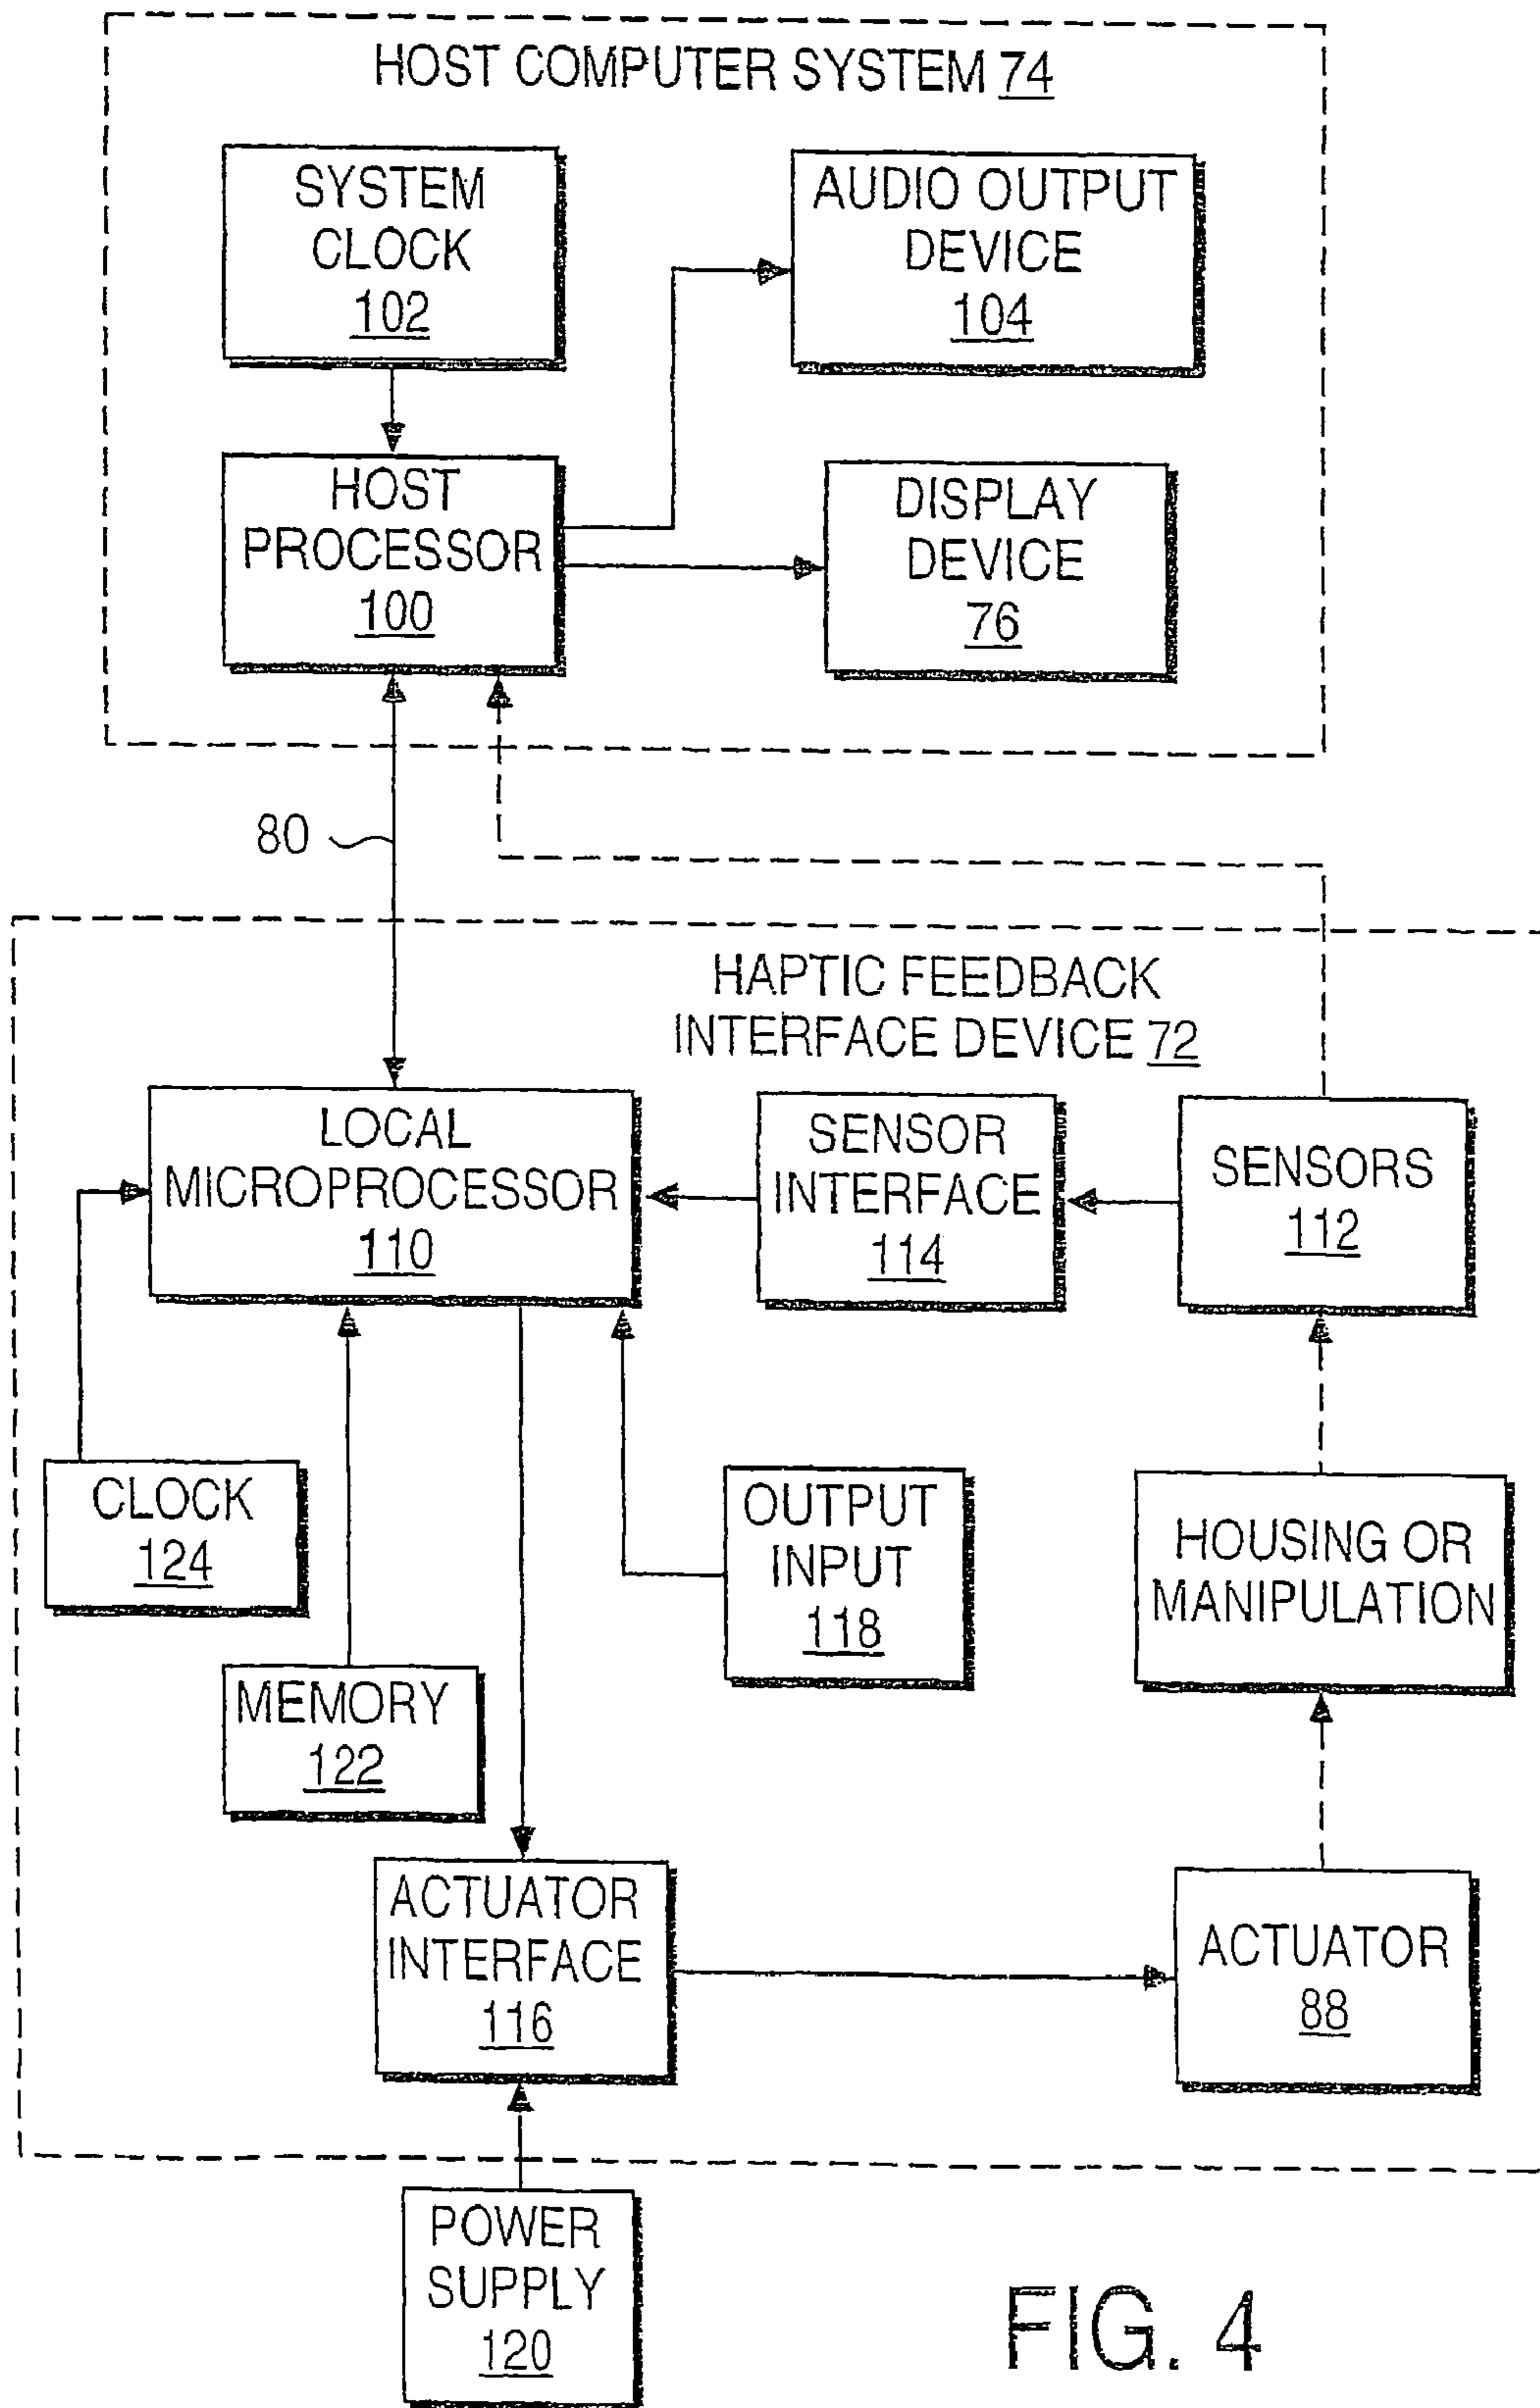 HOST COMPUTER SYSTEM 74
SYSTEM
CLOCK
102
AUDIO OUTPUT
DEVICE
104
HOST
PROCESSOR
100
DISPLAY
DEVICE
76
80
HAPTIC FEEDBACK
INTERFACE DEVICE 72
LOCAL
MICROPROCESSOR
110
SENSOR
INTERFACE
114
SENSORS
112
CLOCK
124
OUTPUT
INPUT
118
HOUSING OR
MANIPULATION
MEMORY
122
ACTUATOR
INTERFACE
116
ACTUATOR
88
POWER
SUPPLY
120
FIG. 4